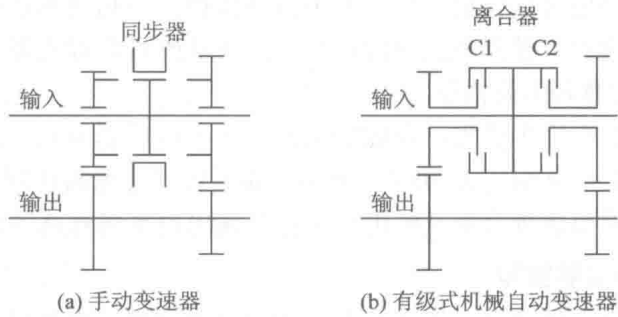 同步器
输入
输出
(a) 手动变速器
离合器
C1 C2
输入
输出
(b) 有级式机械自动变速器